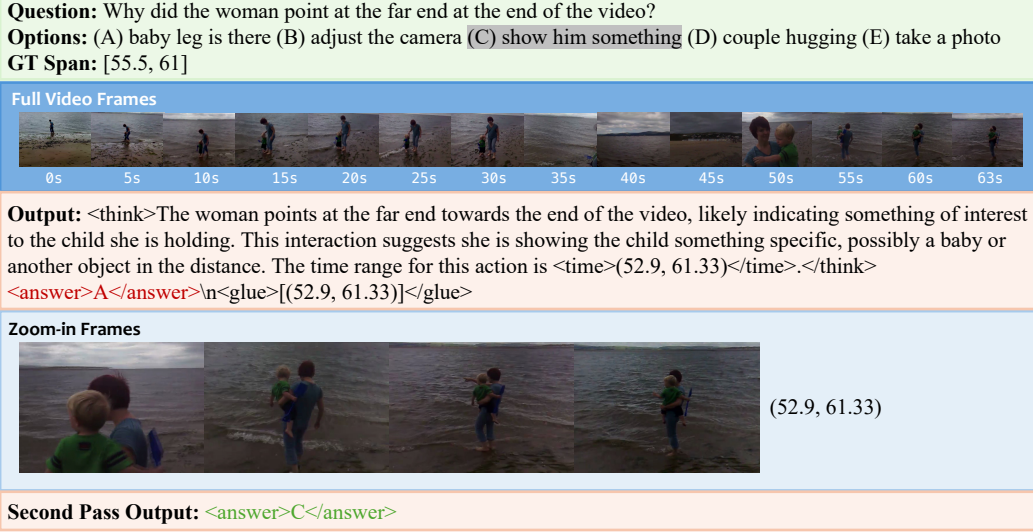 Question: Why did the woman point at the far end at the end of the video?
Options: (A) baby leg is there (B) adjust the camera (C) show him something (D) couple hugging (E) take a photo
GT Span: [55.5, 61]
Full Video Frames
0s 5s 10s 15s 20s 25s 30s 35s 40s 45s 50s 55s 60s 63s
Output: <think>The woman points at the far end towards the end of the video, likely indicating something of interest
to the child she is holding. This interaction suggests she is showing the child something specific, possibly a baby or
another object in the distance. The time range for this action is <time>(52.9, 61.33)</time>.</think>
<answer>A</answer>\n<glue>[(52.9, 61.33)]</glue>
Zoom-in Frames
(52.9, 61.33)
Second Pass Output: <answer>C</answer>